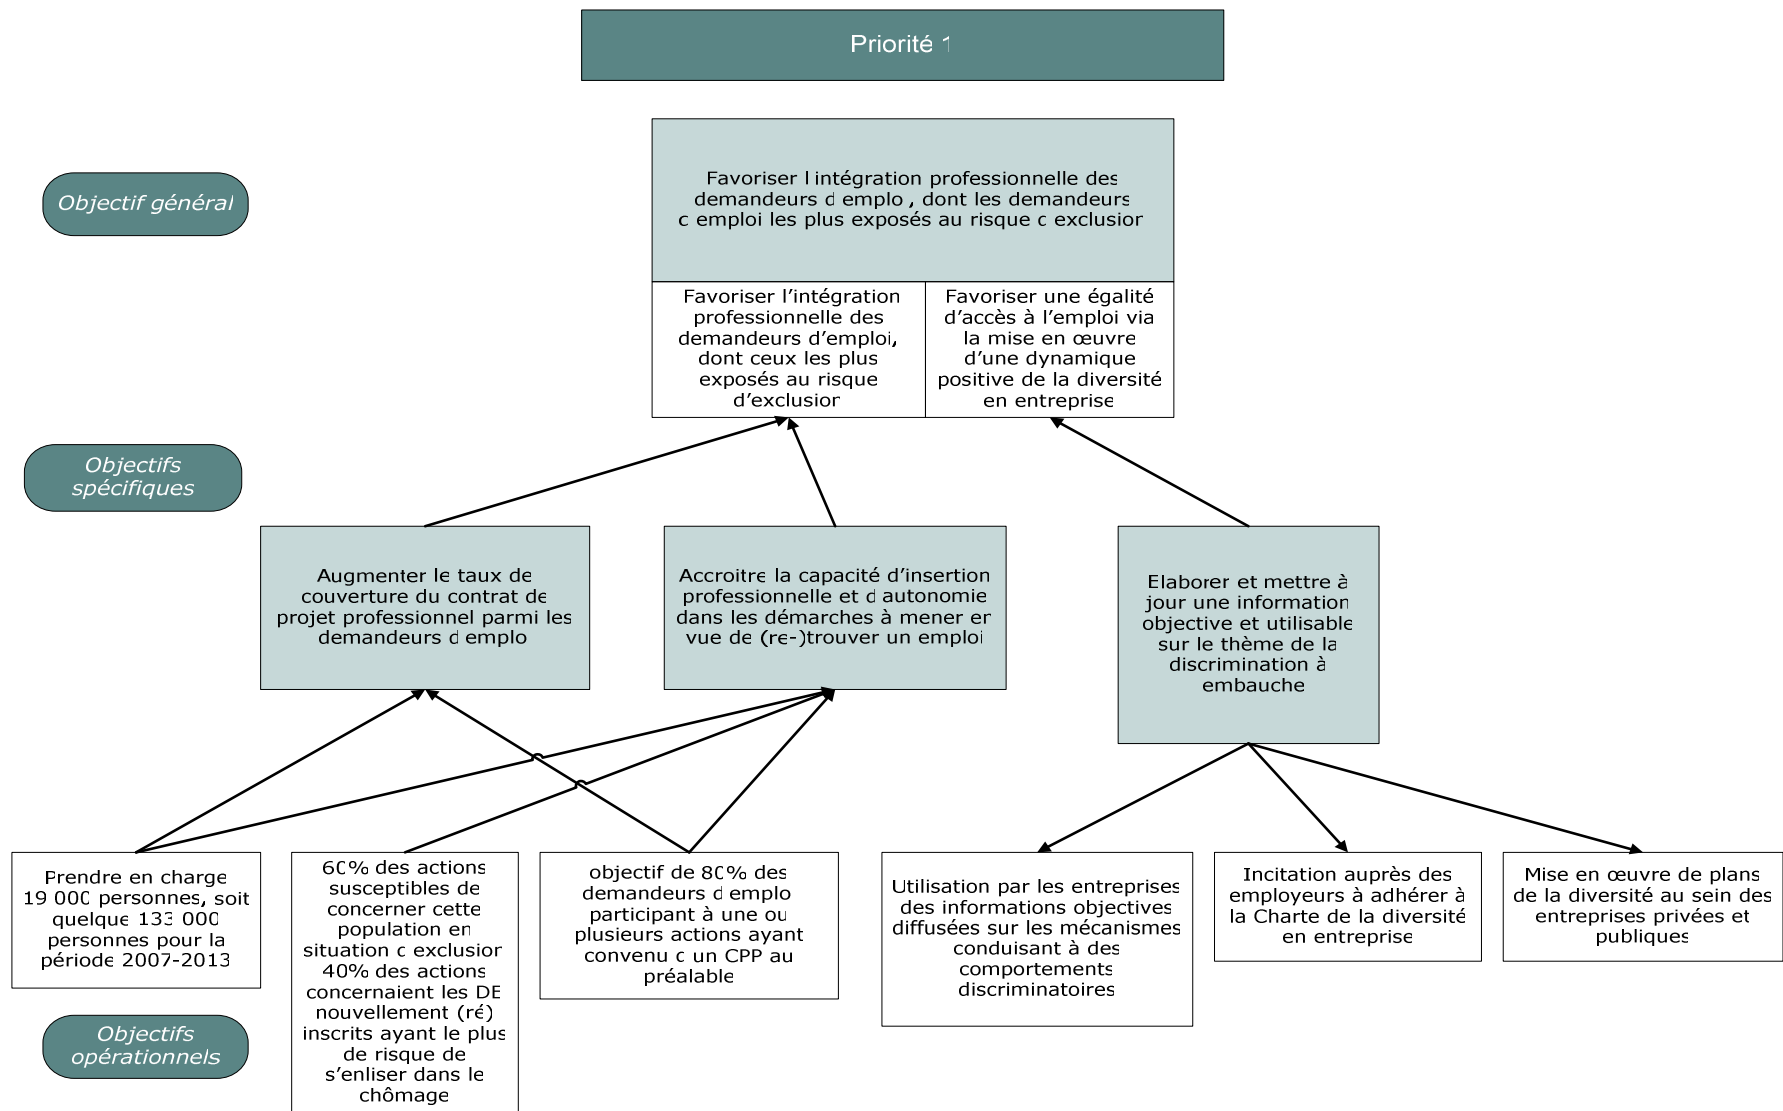 Priorité 1
Objectif général
Favoriser l intégration professionnelle des
demandeurs d emplo , dont les demandeurs
d emploi les plus exposés au risque d exclusion
Favoriser l’intégration
professionnelle des
demandeurs d’emploi,
dont ceux les plus
exposés au risque
d’exclusion
Favoriser une égalité
d’accès à l’emploi via
la mise en œuvre
d’une dynamique
positive de la diversité
en entreprise
Objectifs
spécifiques
Augmenter le taux de
couverture du contrat de
projet professionnel parmi les
demandeurs d emplo
Accroitre la capacité d’insertion
professionnelle et d autonomie
dans les démarches à mener en
vue de (re-)trouver un emploi
Elaborer et mettre à
jour une information
objective et utilisable
sur le thème de la
discrimination à
embauche
Prendre en charge
19 000 personnes, soit
quelque 133 000
personnes pour la
période 2007-2013
60% des actions
susceptibles de
concerner cette
population en
situation d exclusion
40% des actions
concernaient les DE
nouvellement (ré)
inscrits ayant le plus
de risque de
s’enliser dans le
chômage
objectif de 80% des
demandeurs d emplo
participant à une ou
plusieurs actions ayant
convenu d un CPP au
préalable
Utilisation par les entreprises
des informations objectives
diffusées sur les mécanismes
conduisant à des
comportements
discriminatoires
Incitation auprès des
employeurs à adhérer à
la Charte de la diversité
en entreprise
Mise en œuvre de plans
de la diversité au sein des
entreprises privées et
publiques
Objectifs
opérationnels